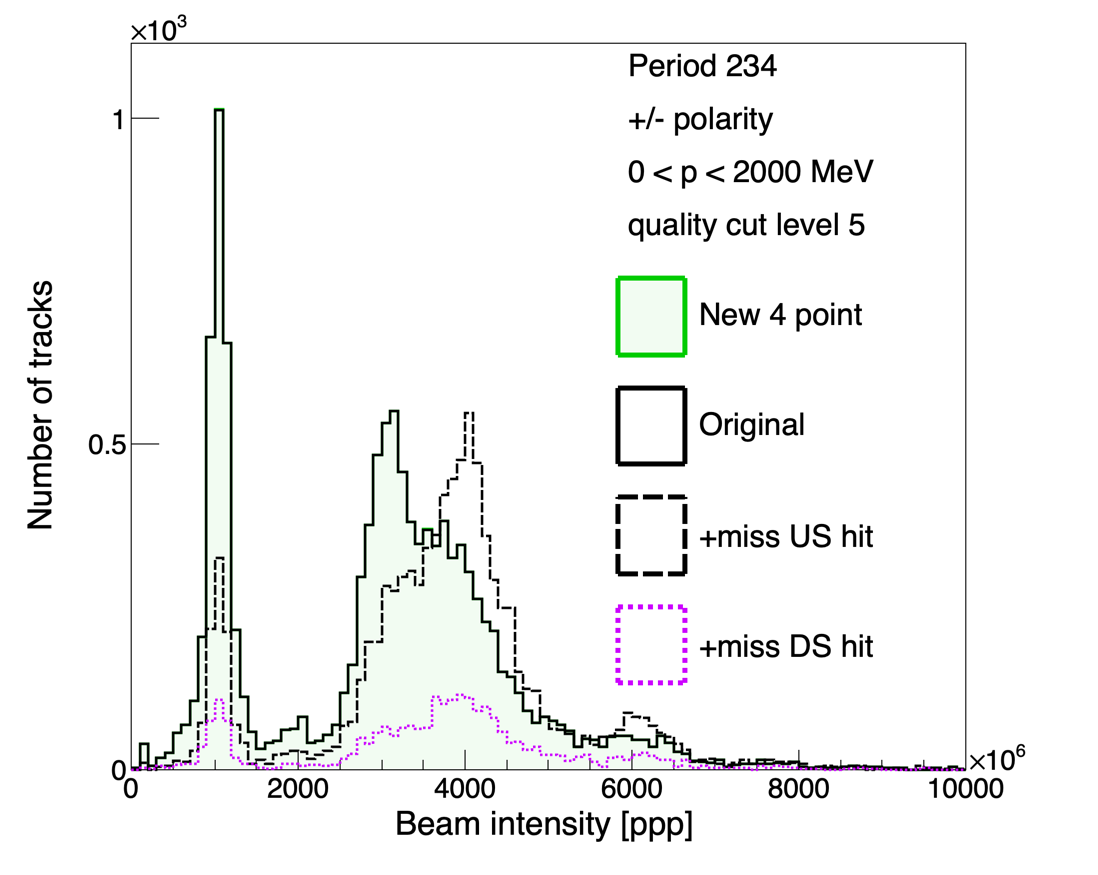 ×10³
Period 234
+/- polarity
0 < p < 2000 MeV
quality cut level 5
New 4 point
Original
+miss US hit
+miss DS hit
Number of tracks
1
0.5
0
0 2000 4000 6000 8000 10000
×10⁶
Beam intensity [ppp]